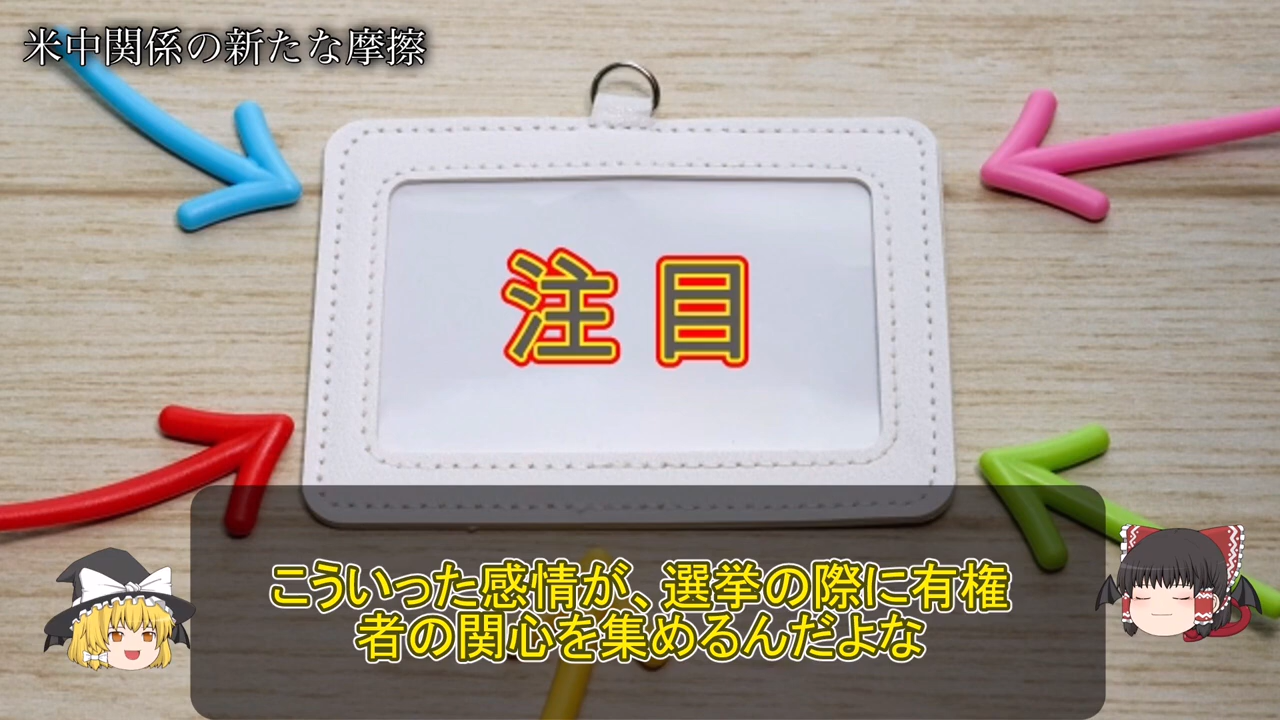 米中関係の新たな摩擦
注目
こういった感情が、選挙の際に有権
者の関心を集めるんだよな